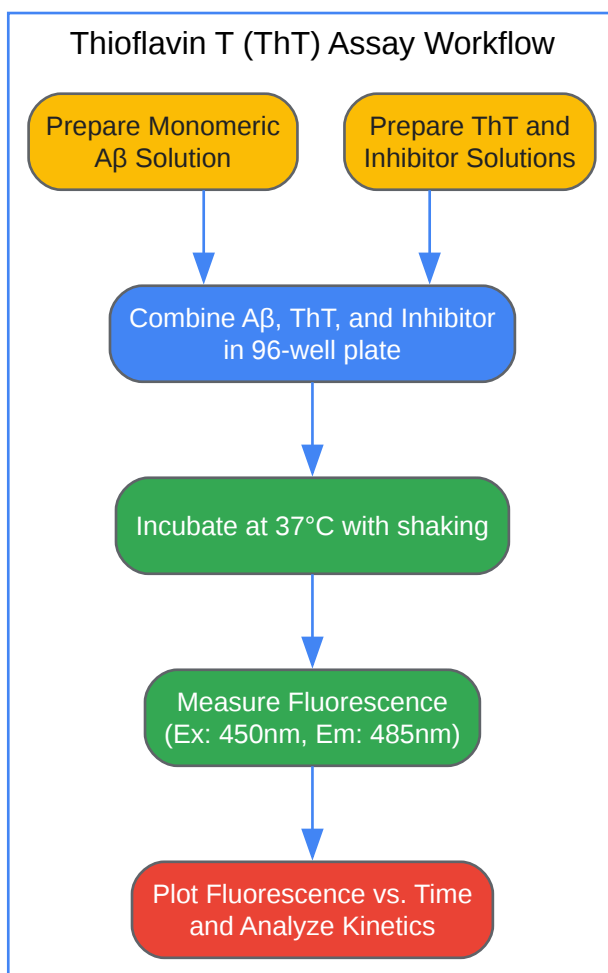 Thioflavin T (ThT) Assay Workflow
Prepare Monomeric
Aβ Solution
Prepare ThT and
Inhibitor Solutions
Combine Aβ, ThT, and Inhibitor
in 96-well plate
Incubate at 37°C with shaking
Measure Fluorescence
(Ex: 450nm, Em: 485nm)
Plot Fluorescence vs. Time
and Analyze Kinetics